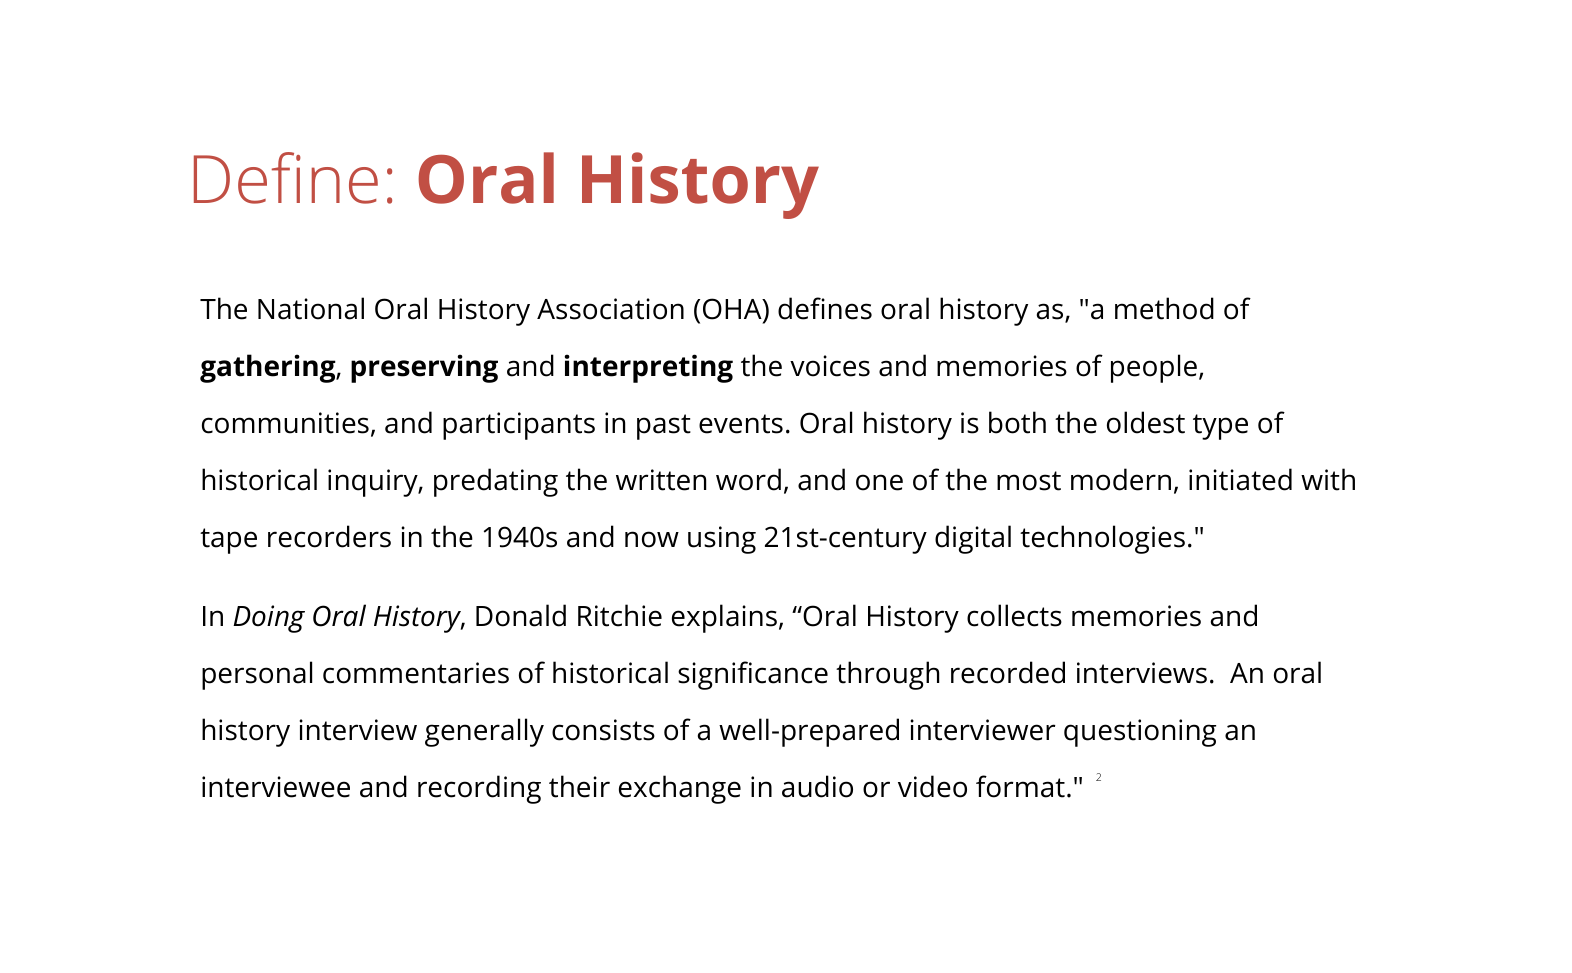 Define: Oral History
The National Oral History Association (OHA) defines oral history as, "a method of
gathering, preserving and interpreting the voices and memories of people,
communities, and participants in past events. Oral history is both the oldest type of
historical inquiry, predating the written word, and one of the most modern, initiated with
tape recorders in the 1940s and now using 21st-century digital technologies."
In Doing Oral History, Donald Ritchie explains, “Oral History collects memories and
personal commentaries of historical significance through recorded interviews.  An oral
history interview generally consists of a well-prepared interviewer questioning an
interviewee and recording their exchange in audio or video format." 2